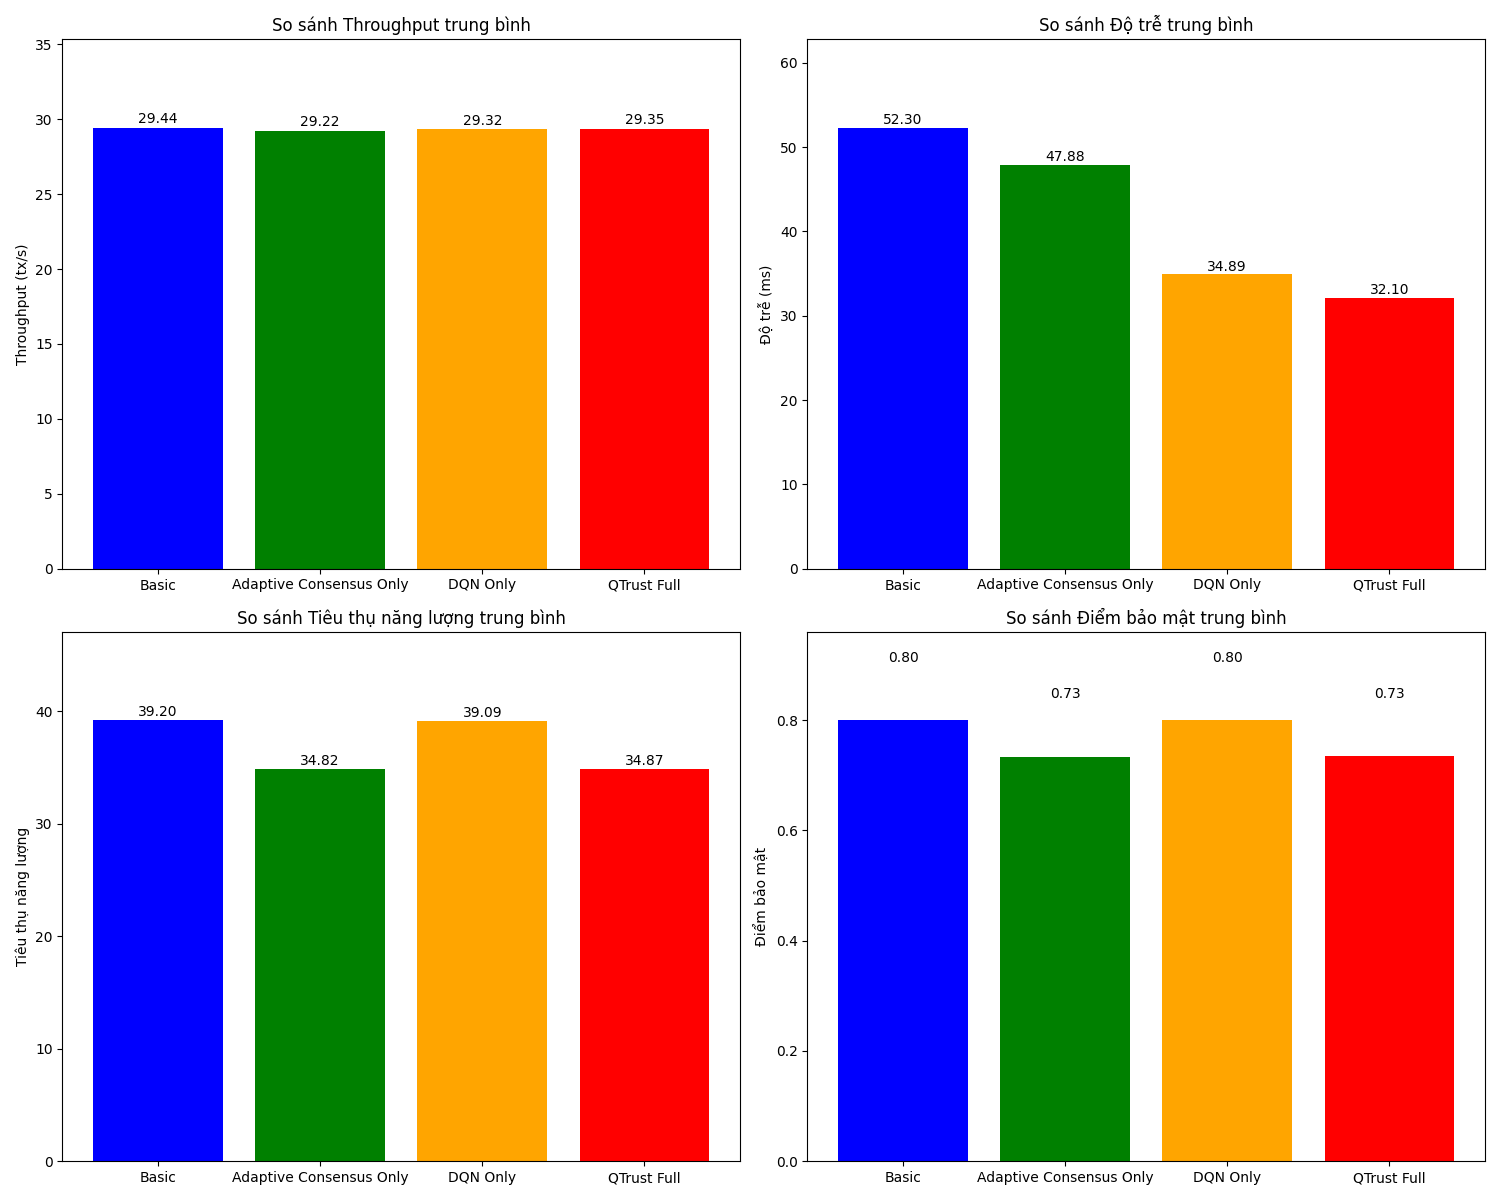 So sánh Throughput trung bình
Throughput (tx/s)
35
30
25
20
15
10
5
0
29.44
29.22
29.32
29.35
Basic
Adaptive Consensus Only
DQN Only
QTrust Full
So sánh Độ trễ trung bình
Độ trễ (ms)
60
50
40
30
20
10
0
52.30
47.88
34.89
32.10
Basic
Adaptive Consensus Only
DQN Only
QTrust Full
So sánh Tiêu thụ năng lượng trung bình
Tiêu thụ năng lượng
40
30
20
10
0
39.20
34.82
39.09
34.87
Basic
Adaptive Consensus Only
DQN Only
QTrust Full
So sánh Điểm bảo mật trung bình
Điểm bảo mật
0.8
0.6
0.4
0.2
0.0
0.80
0.73
0.80
0.73
Basic
Adaptive Consensus Only
DQN Only
QTrust Full